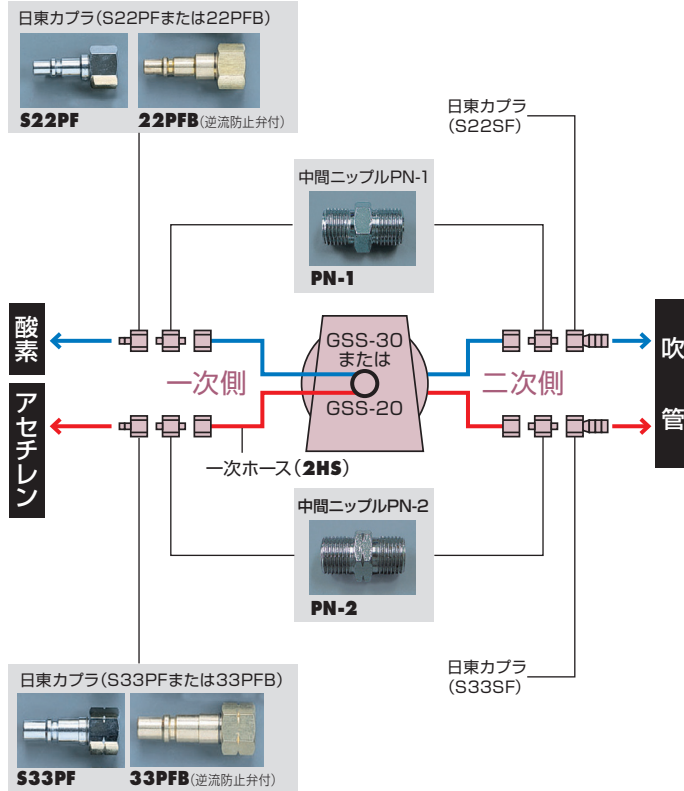 日東カプラ(S22PFまたは22PFB)
S22PF
22PFB(逆流防止弁付)
日東カプラ
(S22SF)
中間ニップルPN-1
PN-1
酸素
アセチレン
一次側
GSS-30
または
GSS-20
二次側
吹管
一次ホース(2HS)
中間ニップルPN-2
PN-2
日東カプラ
(S33SF)
日東カプラ(S33PFまたは33PFB)
S33PF
33PFB(逆流防止弁付)